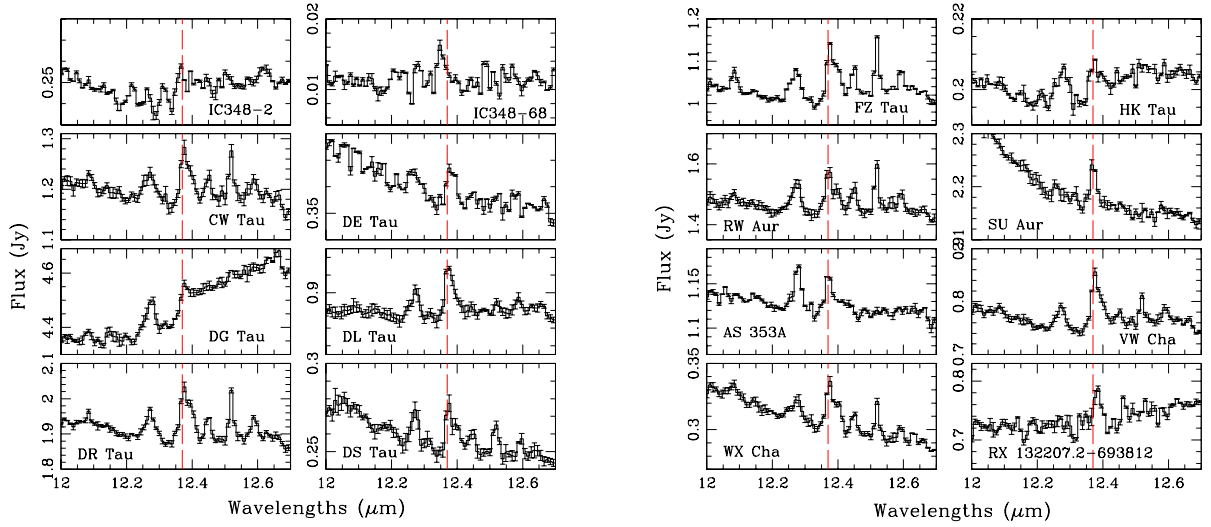 0.02
0.25
0.01
IC348−2
IC348−68
1.3
1.2
1.1
CW Tau
0.35
DE Tau
4.6
4.4
DG Tau
0.9
DL Tau
2.1
2
1.9
1.8
DR Tau
0.3
0.25
DS Tau
12 12.2 12.4 12.6
12 12.2 12.4 12.6
Wavelengths (μm)
Flux (Jy)
1.2
1.1
1
FZ Tau
0.22
0.2
HK Tau
1.6
1.4
RW Aur
2.3
2.2
SU Aur
1.15
1.1
AS 353A
0.8
0.7
VW Cha
0.35
0.3
WX Cha
0.8
0.7
RX 132207.2−693812
12 12.2 12.4 12.6
12 12.2 12.4 12.6
Wavelengths (μm)
Flux (Jy)